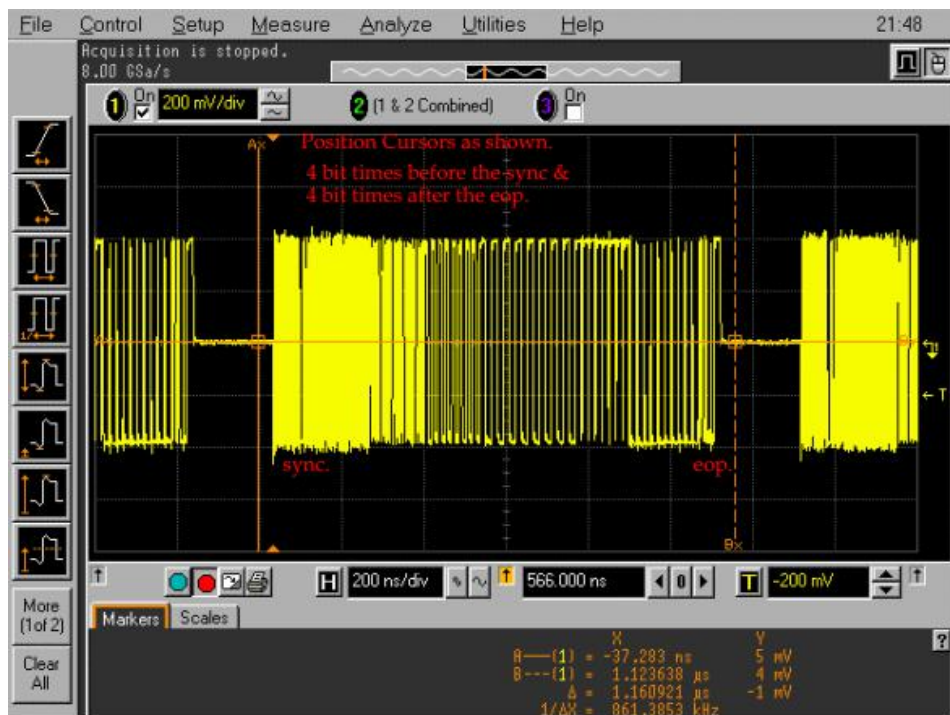 File Control Setup Measure Analyze Utilities Help 21:48
Acquisition is stopped.
8.00 GSa/s
1 On 200 mV/div 2 (1 & 2 Combined) 3 On
Ax
Position Cursors as shown.
4 bit times before the sync &
4 bit times after the eop.
T
sync. eop.
Bx
H 200 ns/div 566.000 ns 0 T -200 mV
More
(1 of 2)
Clear
All
Markers Scales
?
X Y
A——(1) = -37.283 ns 5 mV
B---(1) = 1.123638 µs 4 mV
Δ = 1.160921 µs -1 mV
1/ΔX = 861.3853 kHz